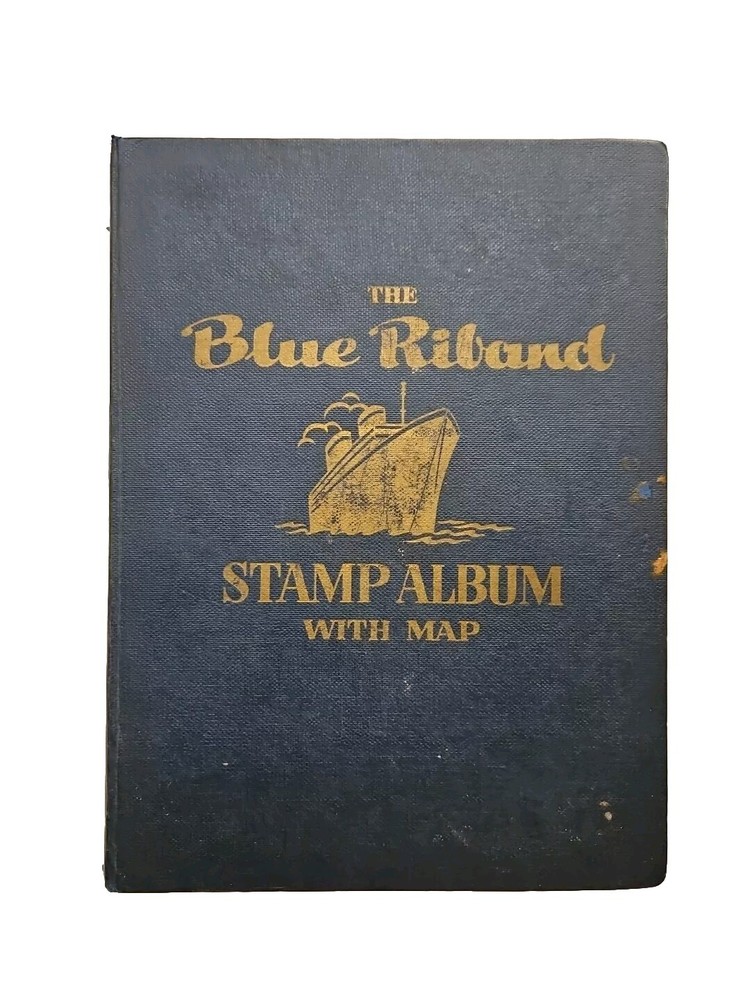 THE
Blue Riband
STAMP ALBUM
WITH MAP